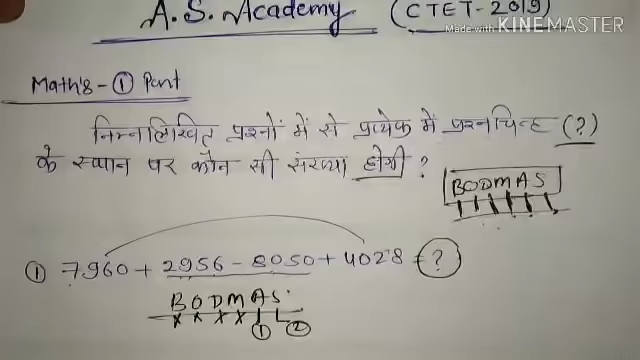 A.S. Academy (CTET-2019)
Made with KINEMASTER
Math's - ① Part
निम्नलिखित प्रश्नों में से प्रत्येक में प्रश्नचिन्ह (?)
के स्थान पर कौन सी संख्या होगी ?
BODMAS
① 7960 + 2956 - 8050 + 4028 = ?
BODMAS
x x x x ① ②